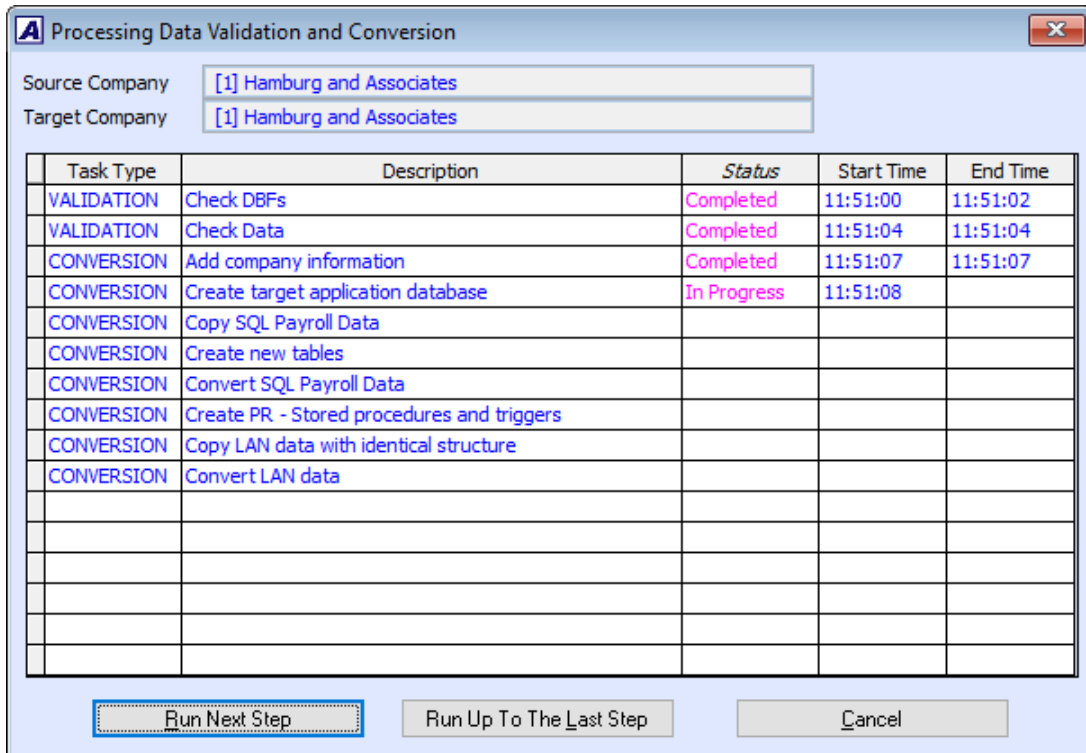 A Processing Data Validation and Conversion
Source Company [1] Hamburg and Associates
Target Company [1] Hamburg and Associates
Task Type Description Status Start Time End Time
VALIDATION Check DBFs Completed 11:51:00 11:51:02
VALIDATION Check Data Completed 11:51:04 11:51:04
CONVERSION Add company information Completed 11:51:07 11:51:07
CONVERSION Create target application database In Progress 11:51:08
CONVERSION Copy SQL Payroll Data
CONVERSION Create new tables
CONVERSION Convert SQL Payroll Data
CONVERSION Create PR - Stored procedures and triggers
CONVERSION Copy LAN data with identical structure
CONVERSION Convert LAN data
Run Next Step Run Up To The Last Step Cancel